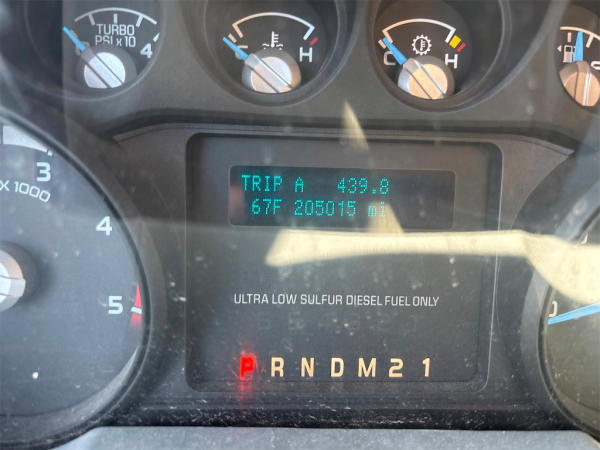 TURBO
PSI x 10
4
C H
C H
3
X 1000
4
5
TRIP A 439.8
67F 205015 mi
ULTRA LOW SULFUR DIESEL FUEL ONLY
P R N D M 2 1
0